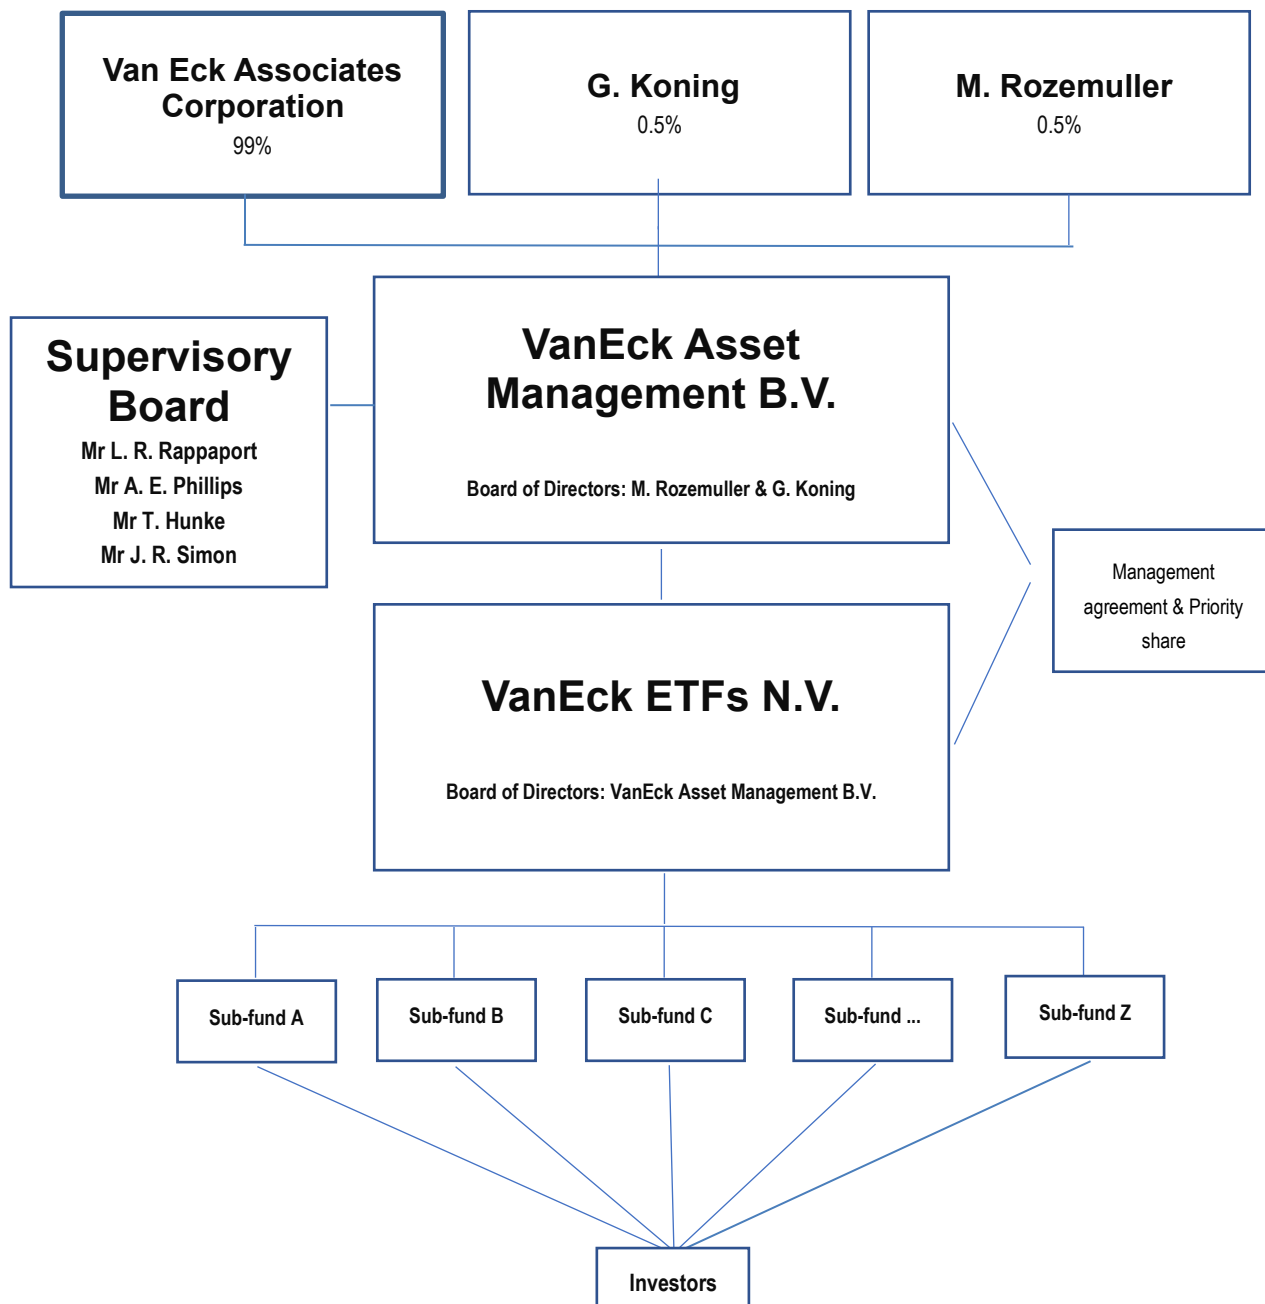 Van Eck Associates
Corporation
99%
G. Koning
0.5%
M. Rozemuller
0.5%
Supervisory
Board
Mr L. R. Rappaport
Mr A. E. Phillips
Mr T. Hunke
Mr J. R. Simon
VanEck Asset
Management B.V.
Board of Directors: M. Rozemuller & G. Koning
Management
agreement & Priority
share
VanEck ETFs N.V.
Board of Directors: VanEck Asset Management B.V.
Sub-fund A
Sub-fund B
Sub-fund C
Sub-fund ...
Sub-fund Z
Investors